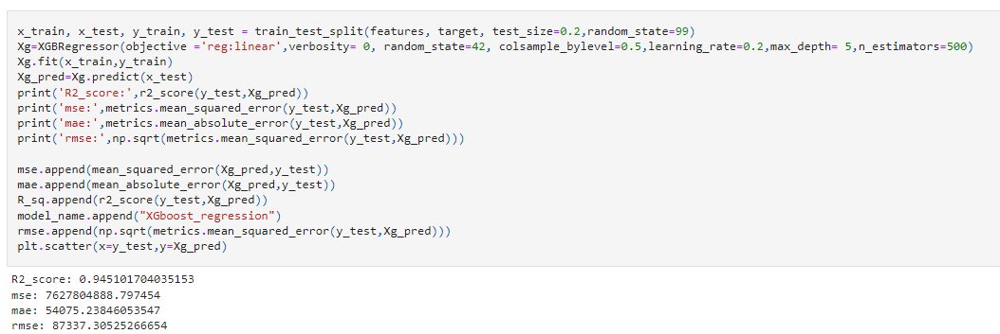 x_train, x_test, y_train, y_test = train_test_split(features, target, test_size=0.2,random_state=99)
Xg=XGBRegressor(objective ='reg:linear',verbosity= 0, random_state=42, colsample_bylevel=0.5,learning_rate=0.2,max_depth= 5,n_estimators=500)
Xg.fit(x_train,y_train)
Xg_pred=Xg.predict(x_test)
print('R2_score:',r2_score(y_test,Xg_pred))
print('mse:',metrics.mean_squared_error(y_test,Xg_pred))
print('mae:',metrics.mean_absolute_error(y_test,Xg_pred))
print('rmse:',np.sqrt(metrics.mean_squared_error(y_test,Xg_pred)))
mse.append(mean_squared_error(Xg_pred,y_test))
mae.append(mean_absolute_error(Xg_pred,y_test))
R_sq.append(r2_score(y_test,Xg_pred))
model_name.append("XGboost_regression")
rmse.append(np.sqrt(metrics.mean_squared_error(y_test,Xg_pred)))
plt.scatter(x=y_test,y=Xg_pred)
R2_score: 0.945101704035153
mse: 7627804888.797454
mae: 54075.23846053547
rmse: 87337.30525266654